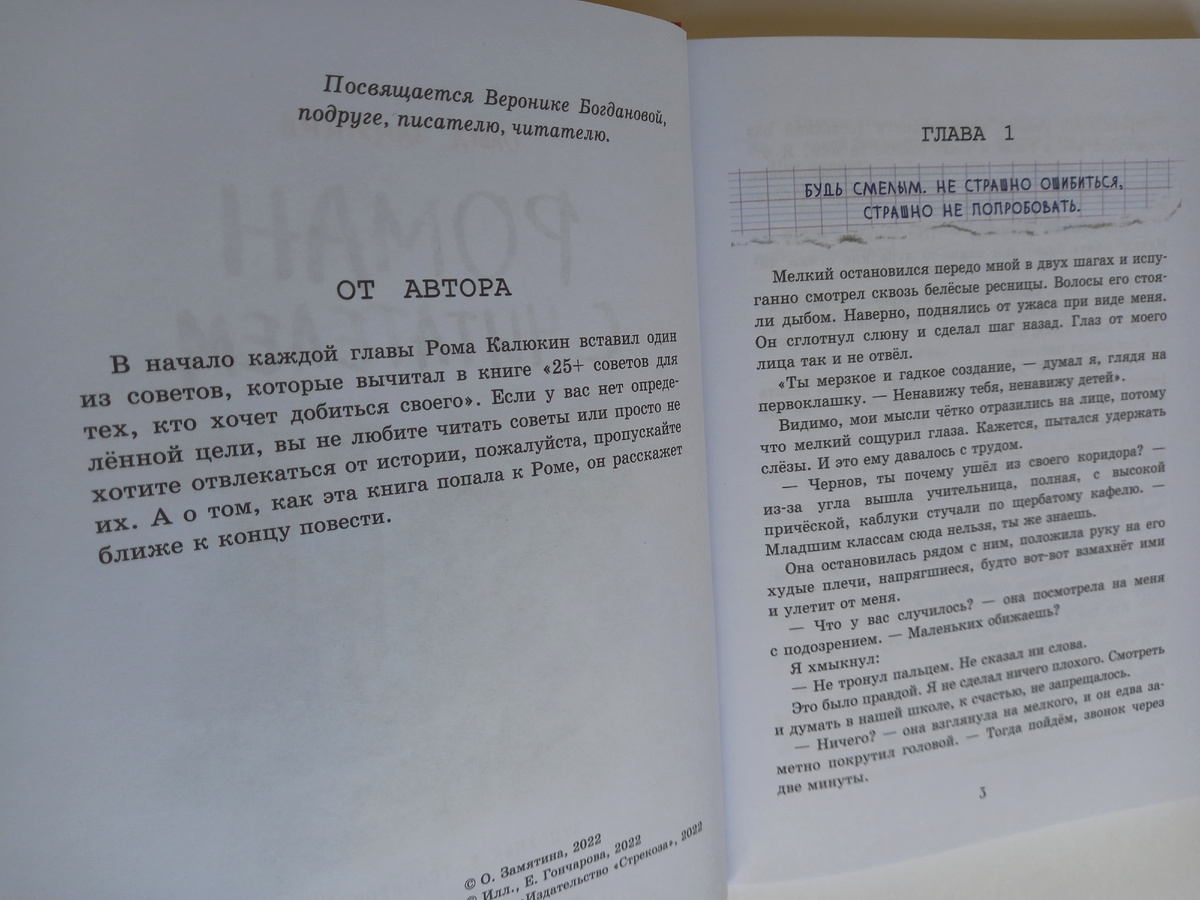 Посвящается Веронике Богдановой,
подруге, писателю, читателю.
ОТ АВТОРА
В начало каждой главы Рома Калюкин вставил один
из советов, которые вычитал в книге «25+ советов для
тех, кто хочет добиться своего». Если у вас нет опреде-
лённой цели, вы не любите читать советы или просто не
хотите отвлекаться от истории, пожалуйста, пропускайте
их. А о том, как эта книга попала к Роме, он расскажет
ближе к концу повести.
© О. Замятина, 2022
© Илл., Е. Гончарова, 2022
Издательство «Стрекоза», 2022
ГЛАВА 1
БУДЬ СМЕЛЫМ. НЕ СТРАШНО ОШИБИТЬСЯ,
СТРАШНО НЕ ПОПРОБОВАТЬ.
Мелкий остановился передо мной в двух шагах и испу-
ганно смотрел сквозь белёсые ресницы. Волосы его стоя-
ли дыбом. Наверно, поднялись от ужаса при виде меня.
Он сглотнул слюну и сделал шаг назад. Глаз от моего
лица так и не отвёл.
«Ты мерзкое и гадкое создание, — думал я, глядя на
первоклашку. — Ненавижу тебя, ненавижу детей».
Видимо, мои мысли чётко отразились на лице, потому
что мелкий сощурил глаза. Кажется, пытался удержать
слёзы. И это ему давалось с трудом.
— Чернов, ты почему ушёл из своего коридора? —
из-за угла вышла учительница, полная, с высокой
причёской, каблуки стучали по щербатому кафелю. —
Младшим классам сюда нельзя, ты же знаешь.
Она остановилась рядом с ним, положила руку на его
худые плечи, напрягшиеся, будто вот-вот взмахнёт ими
и улетит от меня.
— Что у вас случилось? — она посмотрела на меня
с подозрением. — Маленьких обижаешь?
Я хмыкнул:
— Не тронул пальцем. Не сказал ни слова.
Это было правдой. Я не сделал ничего плохого. Смотреть
и думать в нашей школе, к счастью, не запрещалось.
— Ничего? — она взглянула на мелкого, и он едва за-
метно покрутил головой. — Тогда пойдём, звонок через
две минуты.
3